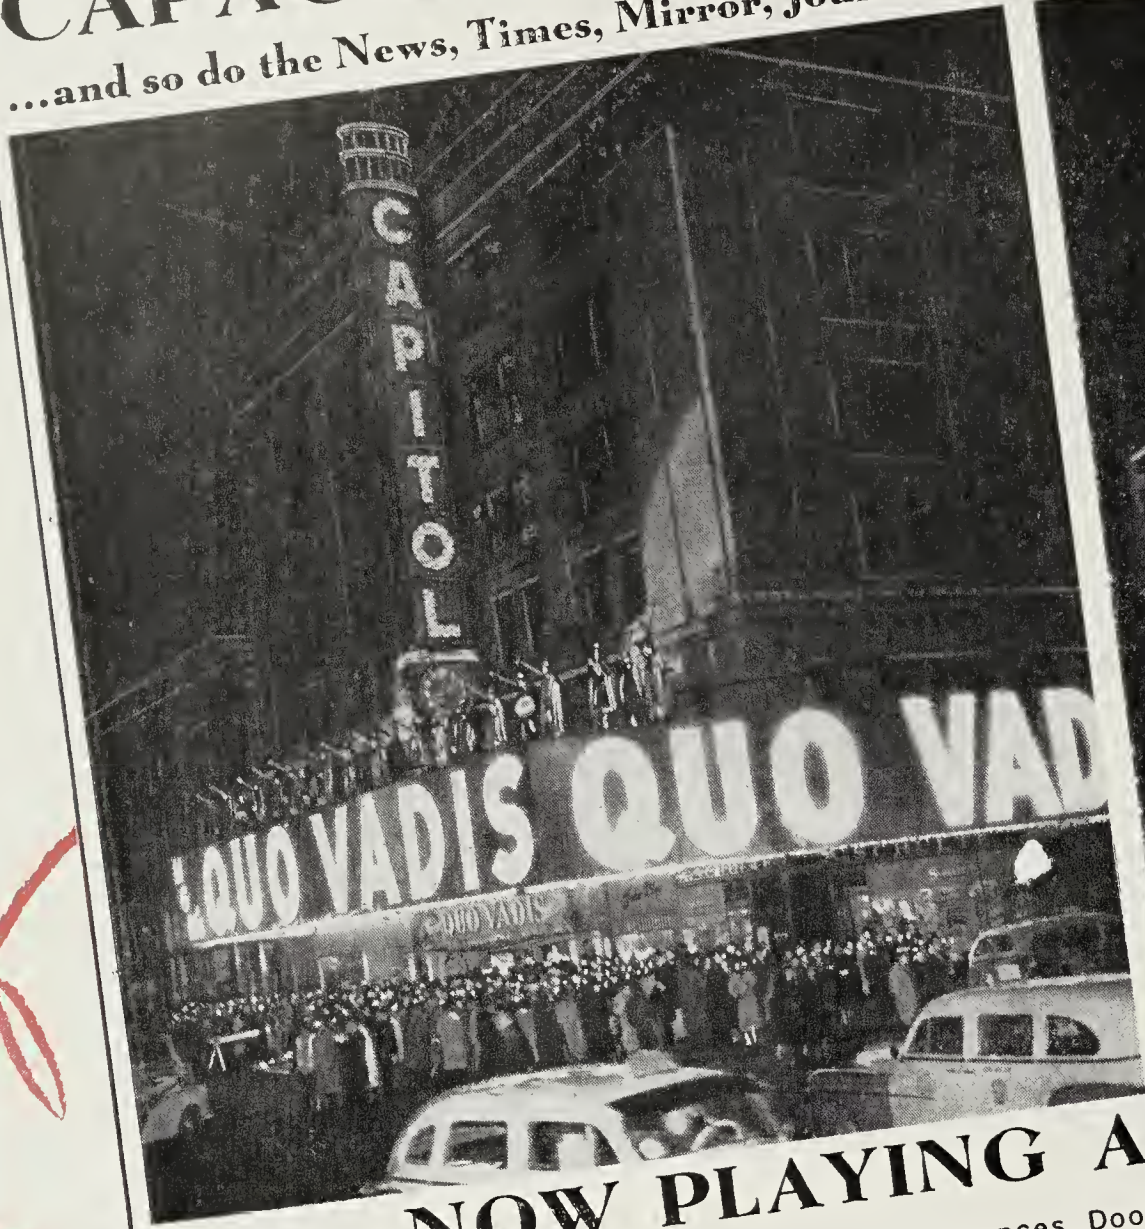 ...and so do the News, Times, Mirror,
CAPITOL
QUO VADIS QUO VAD
QUO VADIS
NOW PLAYING A